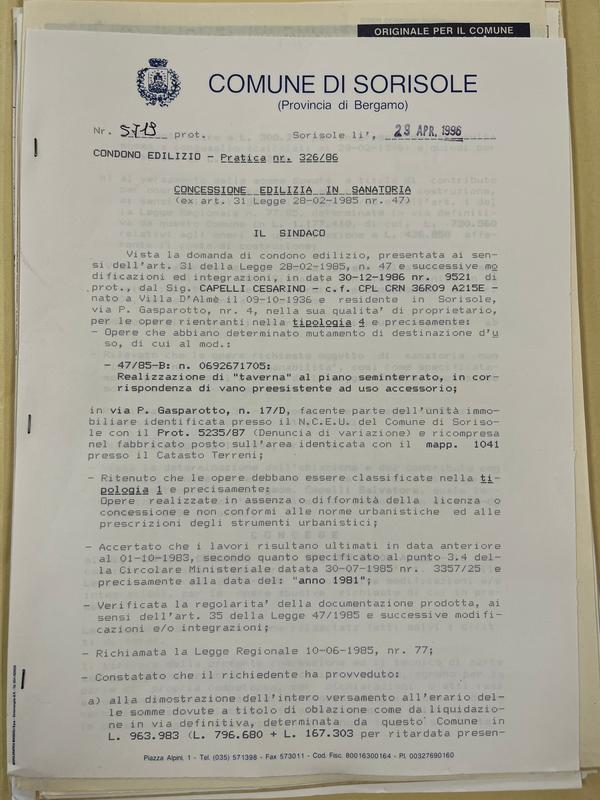 ORIGINALE PER IL COMUNE
COMUNE DI SORISOLE
(Provincia di Bergamo)
Nr. 5719 prot. Sorisole li', 23 APR. 1996
CONDONO EDILIZIO - Pratica nr. 326/86
CONCESSIONE EDILIZIA IN SANATORIA
(ex art. 31 Legge 28-02-1985 nr. 47)
IL SINDACO
Vista la domanda di condono edilizio, presentata ai sen-
si dell'art. 31 della Legge 28-02-1985, n. 47 e successive mo
dificazioni ed integrazioni, in data 30-12-1986 nr. 9521 di
prot., dal Sig. CAPELLI CESARINO - c.f. CPL CRN 36R09 A215E -
nato a Villa D'Almè il 09-10-1936 e residente in Sorisole,
via P. Gasparotto, nr. 4, nella sua qualita' di proprietario,
per le opere rientranti nella tipologia 4 e precisamente:
- Opere che abbiano determinato mutamento di destinazione d'u
so, di cui al mod.:
- 47/85-B: n. 0692671705:
Realizzazione di "taverna" al piano seminterrato, in cor-
rispondenza di vano preesistente ad uso accessorio;
in via P. Gasparotto, n. 17/D, facente parte dell'unità immo-
biliare identificata presso il N.C.E.U. del Comune di Soriso-
le con il Prot. 5235/87 (Denuncia di variazione) e ricompresa
nel fabbricato posto sull'area identicata con il mapp. 1041
presso il Catasto Terreni;
- Ritenuto che le opere debbano essere classificate nella ti-
pologia 1 e precisamente:
Opere realizzate in assenza o difformità della licenza o
concessione e non conformi alle norme urbanistiche ed alle
prescrizioni degli strumenti urbanistici;
- Accertato che i lavori risultano ultimati in data anteriore
al 01-10-1983, secondo quanto specificato al punto 3.4 del-
la Circolare Ministeriale datata 30-07-1985 nr. 3357/25 e
precisamente alla data del: "anno 1981";
- Verificata la regolarita' della documentazione prodotta, ai
sensi dell'art. 35 della Legge 47/1985 e successive modifi-
cazioni e/o integrazioni;
- Richiamata la Legge Regionale 10-06-1985, nr. 77;
- Constatato che il richiedente ha provveduto:
a) alla dimostrazione dell'intero versamento all'erario del-
le somme dovute a titolo di oblazione come da liquidazio-
ne in via definitiva, determinata da questo Comune in
L. 963.983 (L. 796.680 + L. 167.303 per ritardata presen-
Piazza Alpini, 1 - Tel. (035) 571398 - Fax 573011 - Cod. Fisc. 80016300164 - P.I. 00327690160